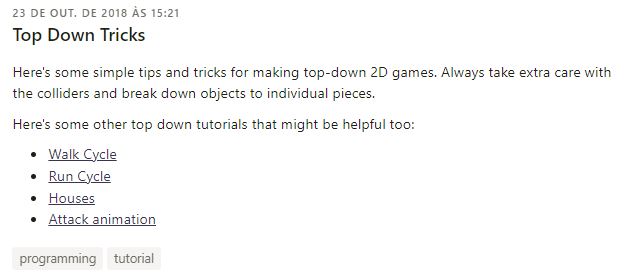 23 DE OUT. DE 2018 ÀS 15:21
Top Down Tricks
Here's some simple tips and tricks for making top-down 2D games. Always take extra care with
the colliders and break down objects to individual pieces.
Here's some other top down tutorials that might be helpful too:
Walk Cycle
Run Cycle
Houses
Attack animation
programming tutorial